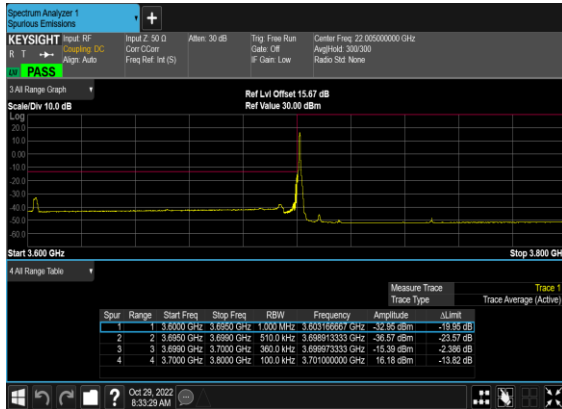 Spectrum Analyzer 1
Spurious Emissions
KEYSIGHT Input: RF Input Z: 50 Ω Atten: 30 dB Trig: Free Run Center Freq: 22.005000000 GHz
R T Coupling: DC Corr CCorr Gate: Off Avg|Hold: 300/300
Align: Auto Freq Ref: Int (S) IF Gain: Low Radio Std: None
PASS
3 All Range Graph Ref Lvl Offset 15.67 dB
Scale/Div 10.0 dB Ref Value 30.00 dBm
Log
20.0
10.0
0.00
-10.0
-20.0
-30.0
-40.0
-50.0
-60.0
Start 3.600 GHz Stop 3.800 GH
4 All Range Table
Measure Trace Trace 1
Trace Type Trace Average (Active)
Spur Range Start Freq Stop Freq RBW Frequency Amplitude ΔLimit
1 1 3.6000 GHz 3.6950 GHz 1.000 MHz 3.603166667 GHz -32.95 dBm -19.95 dB
2 2 3.6950 GHz 3.6990 GHz 510.0 kHz 3.698913333 GHz -36.57 dBm -23.57 dB
3 3 3.6990 GHz 3.7000 GHz 360.0 kHz 3.699973333 GHz -15.39 dBm -2.386 dB
4 4 3.7000 GHz 3.8000 GHz 100.0 kHz 3.701000000 GHz 16.18 dBm -13.82 dB
? Oct 29, 2022
8:33:29 AM